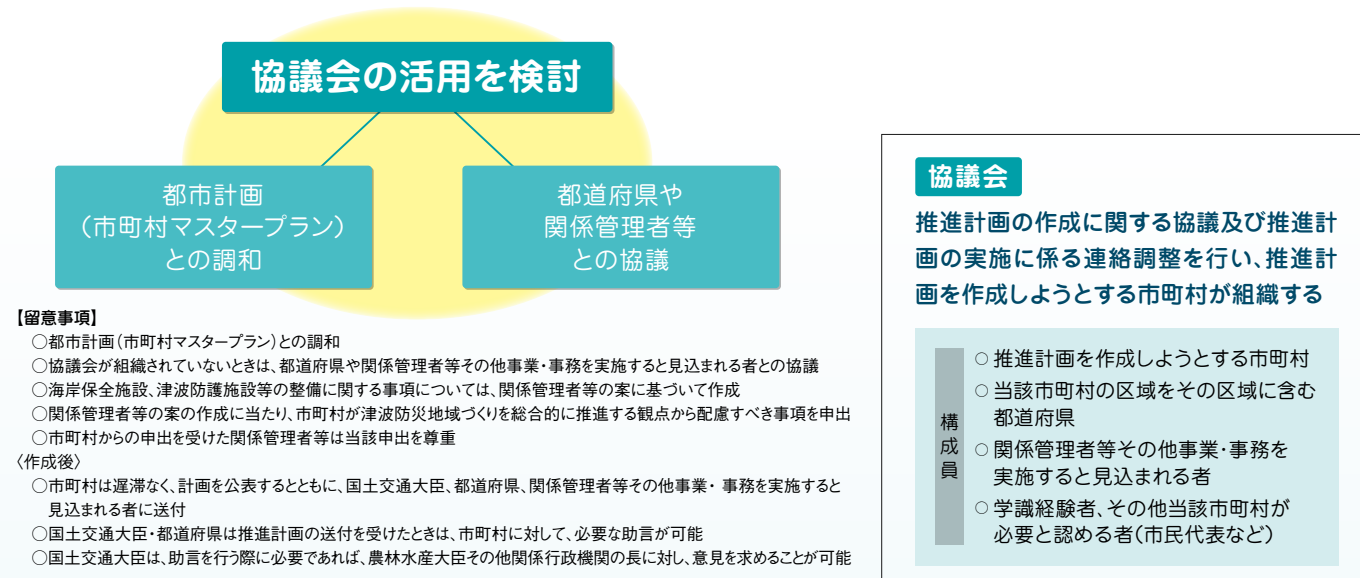 協議会の活用を検討
都市計画
（市町村マスタープラン）
との調和
都道府県や
関係管理者等
との協議
【留意事項】
○都市計画（市町村マスタープラン）との調和
○協議会が組織されていないときは、都道府県や関係管理者等その他事業・事務を実施すると見込まれる者との協議
○海岸保全施設、津波防護施設等の整備に関する事項については、関係管理者等の案に基づいて作成
○関係管理者等の案の作成に当たり、市町村が津波防災地域づくりを総合的に推進する観点から配慮すべき事項を申出
○市町村からの申出を受けた関係管理者等は当該申出を尊重
〈作成後〉
○市町村は遅滞なく、計画を公表するとともに、国土交通大臣、都道府県、関係管理者等その他事業・ 事務を実施すると
見込まれる者に送付
○国土交通大臣・都道府県は推進計画の送付を受けたときは、市町村に対して、必要な助言が可能
○国土交通大臣は、助言を行う際に必要であれば、農林水産大臣その他関係行政機関の長に対し、意見を求めることが可能
協議会
推進計画の作成に関する協議及び推進計
画の実施に係る連絡調整を行い、推進計
画を作成しようとする市町村が組織する
構成員
○推進計画を作成しようとする市町村
○当該市町村の区域をその区域に含む
都道府県
○関係管理者等その他事業・事務を
実施すると見込まれる者
○学識経験者、その他当該市町村が
必要と認める者（市民代表など）